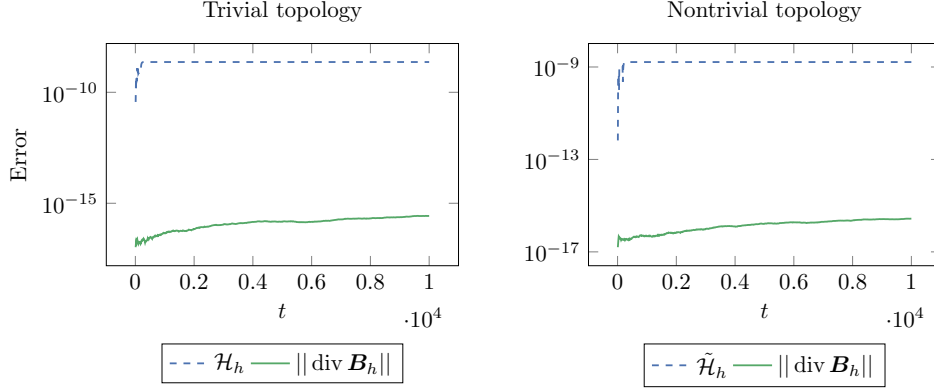 Trivial topology
Error
10^{-10}
10^{-15}
0 0.2 0.4 0.6 0.8 1
t
·10^4
ℋ_h ||div B_h||
Nontrivial topology
10^{-9}
10^{-13}
10^{-17}
0 0.2 0.4 0.6 0.8 1
t
·10^4
ℋ̃_h ||div B_h||